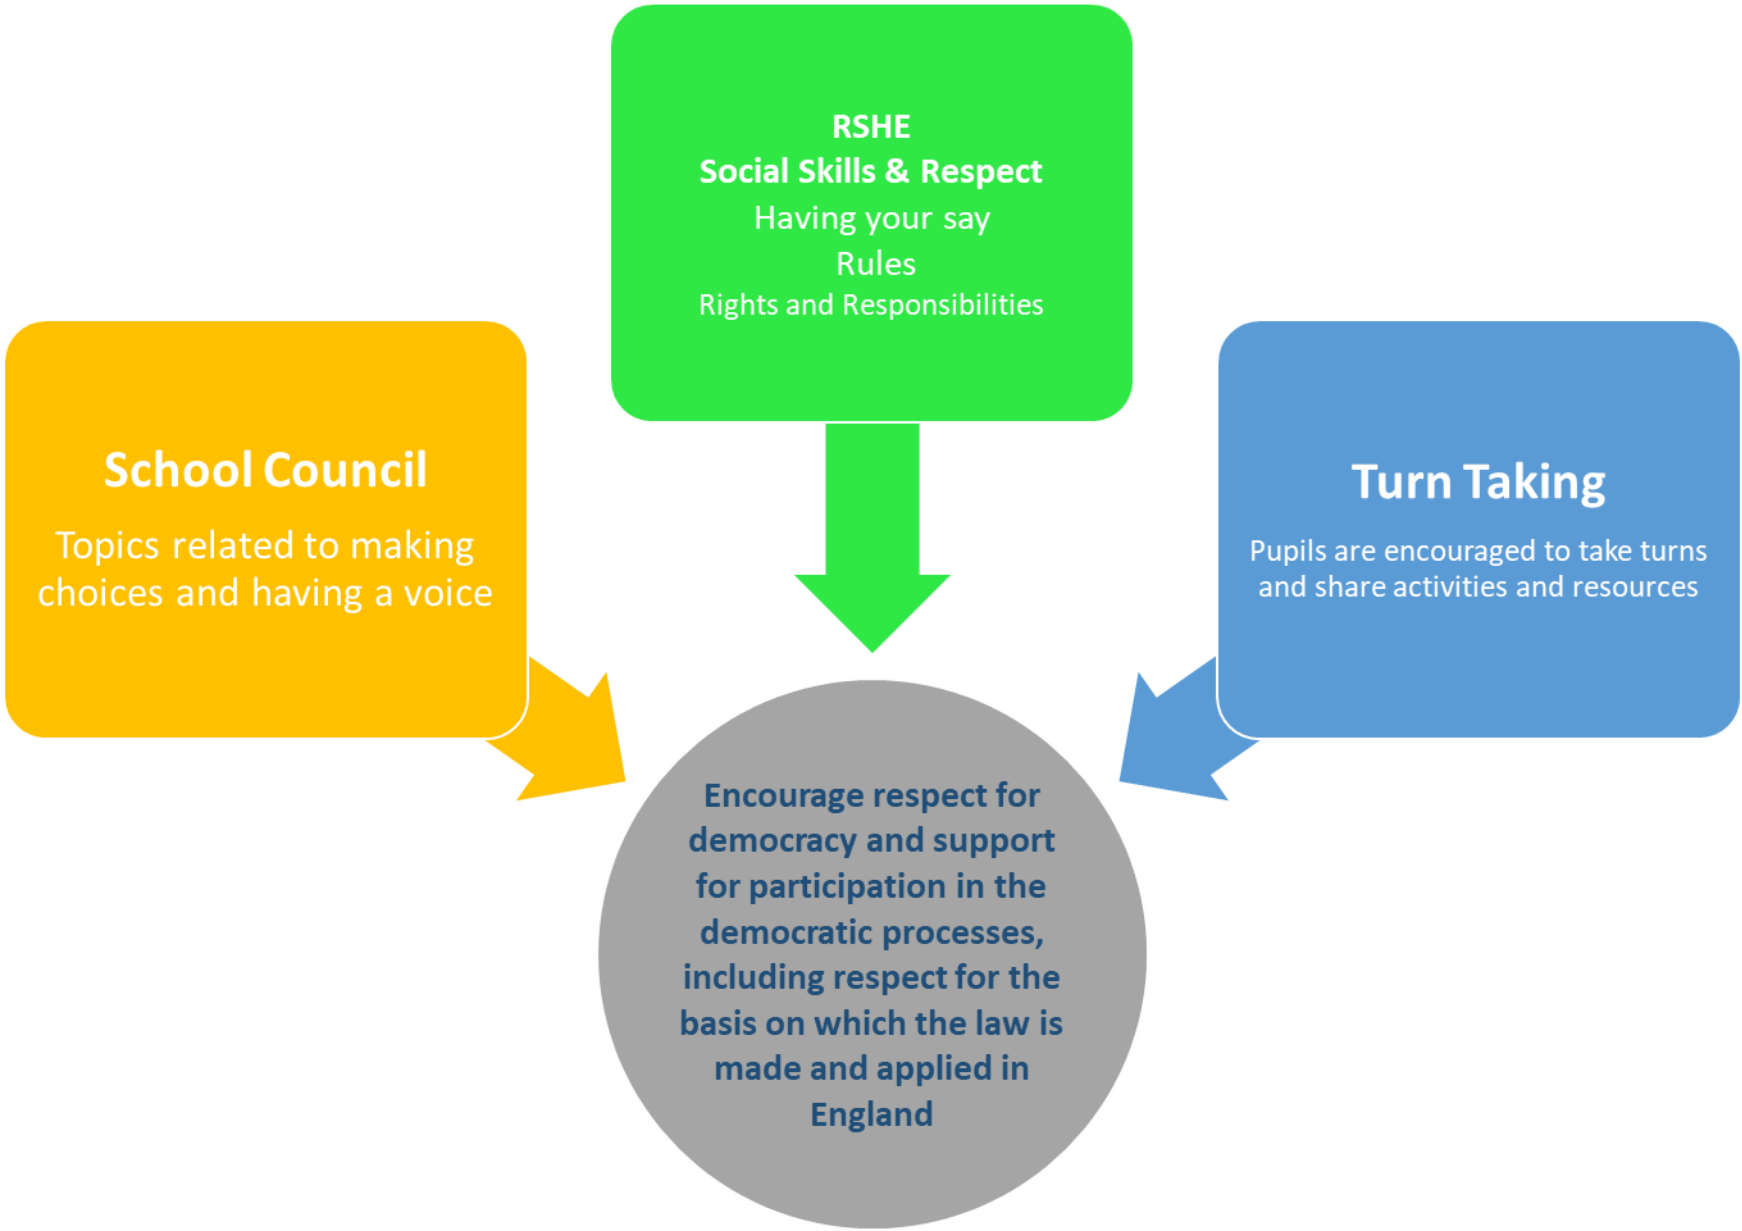 RSHE
Social Skills & Respect
Having your say
Rules
Rights and Responsibilities
School Council
Topics related to making
choices and having a voice
Turn Taking
Pupils are encouraged to take turns
and share activities and resources
Encourage respect for
democracy and support
for participation in the
democratic processes,
including respect for the
basis on which the law is
made and applied in
England